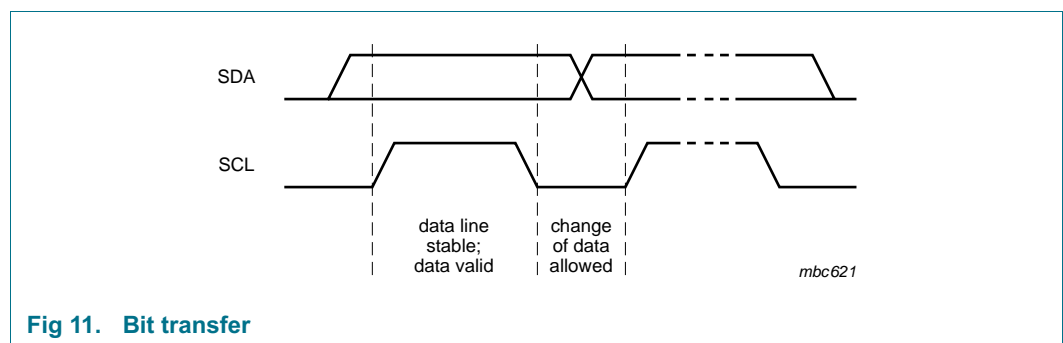 SDA
SCL
data line
stable;
data valid
change
of data
allowed
mbc621
Fig 11. Bit transfer